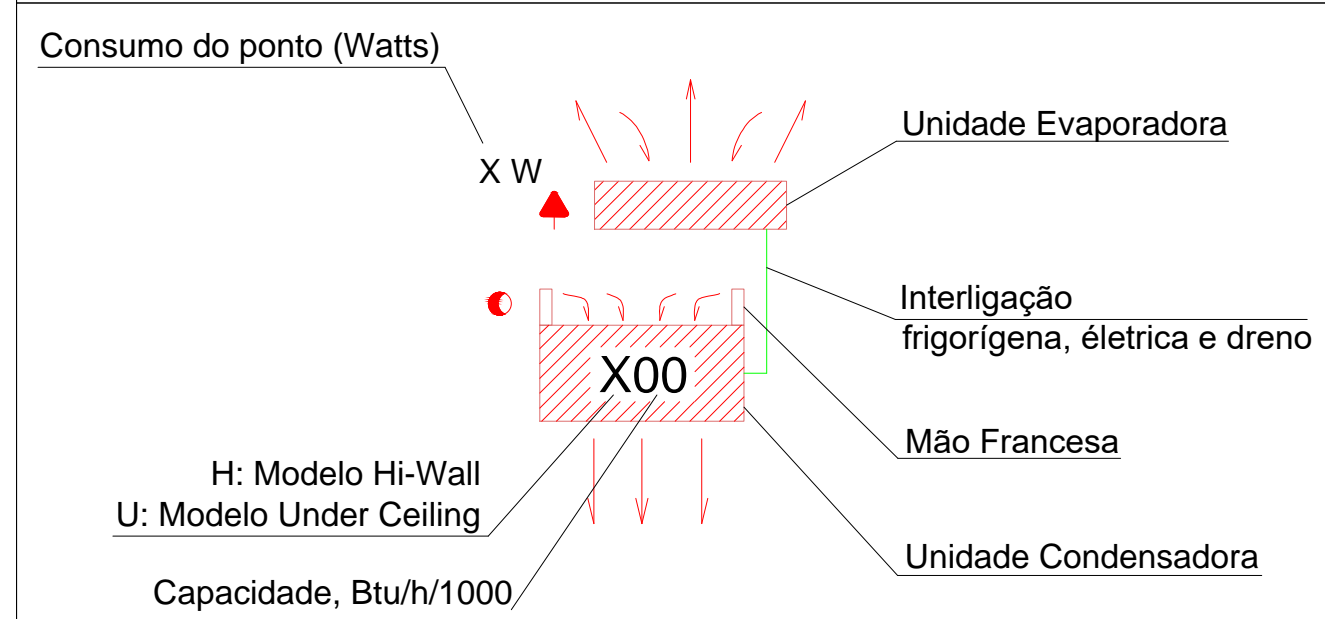 Consumo do ponto (Watts)
Unidade Evaporadora
X W
Interligação
frigorígena, életrica e dreno
X00
Mão Francesa
H: Modelo Hi-Wall
U: Modelo Under Ceiling
Unidade Condensadora
Capacidade, Btu/h/1000